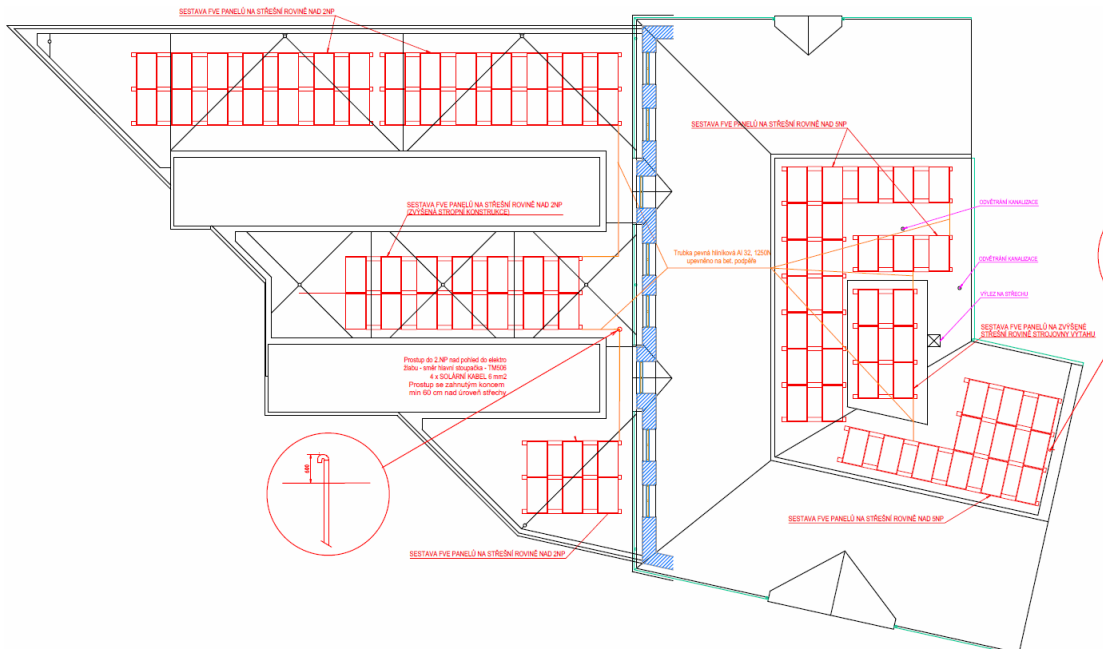 SESTAVA FVE PANELŮ NA STŘEŠNÍ ROVINĚ NAD 2NP
SESTAVA FVE PANELŮ NA STŘEŠNÍ ROVINĚ NAD 5NP
SESTAVA FVE PANELŮ NA STŘEŠNÍ ROVINĚ NAD 2NP
(ZVÝŠENÁ STROPNÍ KONSTRUKCE)
ODVĚTRÁNÍ KANALIZACE
Trubka pevná hliníková Al 32, 1250N
upevněno na bet. podpěře
ODVĚTRÁNÍ KANALIZACE
VÝLEZ NA STŘECHU
SESTAVA FVE PANELŮ NA ZVÝŠENÉ
STŘEŠNÍ ROVINĚ STROJOVNY VÝTAHU
Prostup do 2.NP nad pohled do elektro
žlabu - směr hlavní stoupačka - TM506
4 x SOLÁRNÍ KABEL 6 mm2
Prostup se zahnutým koncem
min 60 cm nad úroveň střechy
SESTAVA FVE PANELŮ NA STŘEŠNÍ ROVINĚ NAD 5NP
SESTAVA FVE PANELŮ NA STŘEŠNÍ ROVINĚ NAD 2NP